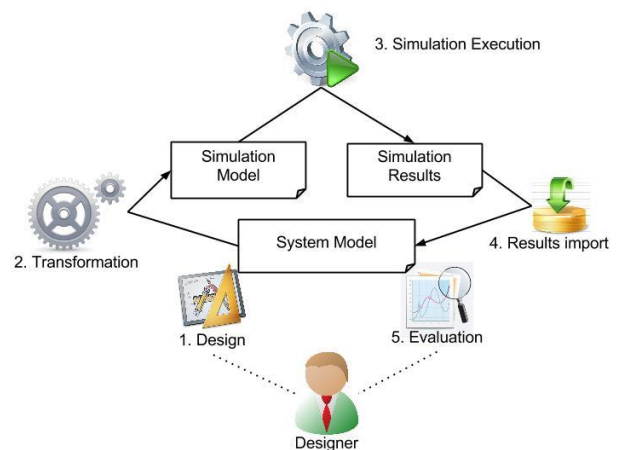 3. Simulation Execution
Simulation
Model
Simulation
Results
2. Transformation
System Model
4. Results import
1. Design
5. Evaluation
Designer